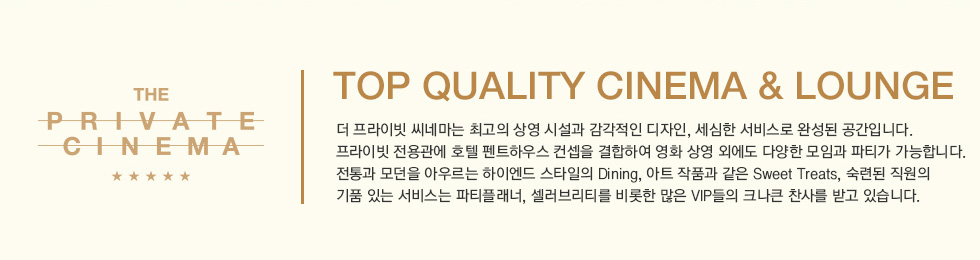 THE
PRIVATE
CINEMA
★★★★★
TOP QUALITY CINEMA & LOUNGE
더 프라이빗 씨네마는 최고의 상영 시설과 감각적인 디자인, 세심한 서비스로 완성된 공간입니다.
프라이빗 전용관에 호텔 펜트하우스 컨셉을 결합하여 영화 상영 외에도 다양한 모임과 파티가 가능합니다.
전통과 모던을 아우르는 하이엔드 스타일의 Dining, 아트 작품과 같은 Sweet Treats, 숙련된 직원의
기품 있는 서비스는 파티플래너, 셀러브리티를 비롯한 많은 VIP들의 크나큰 찬사를 받고 있습니다.